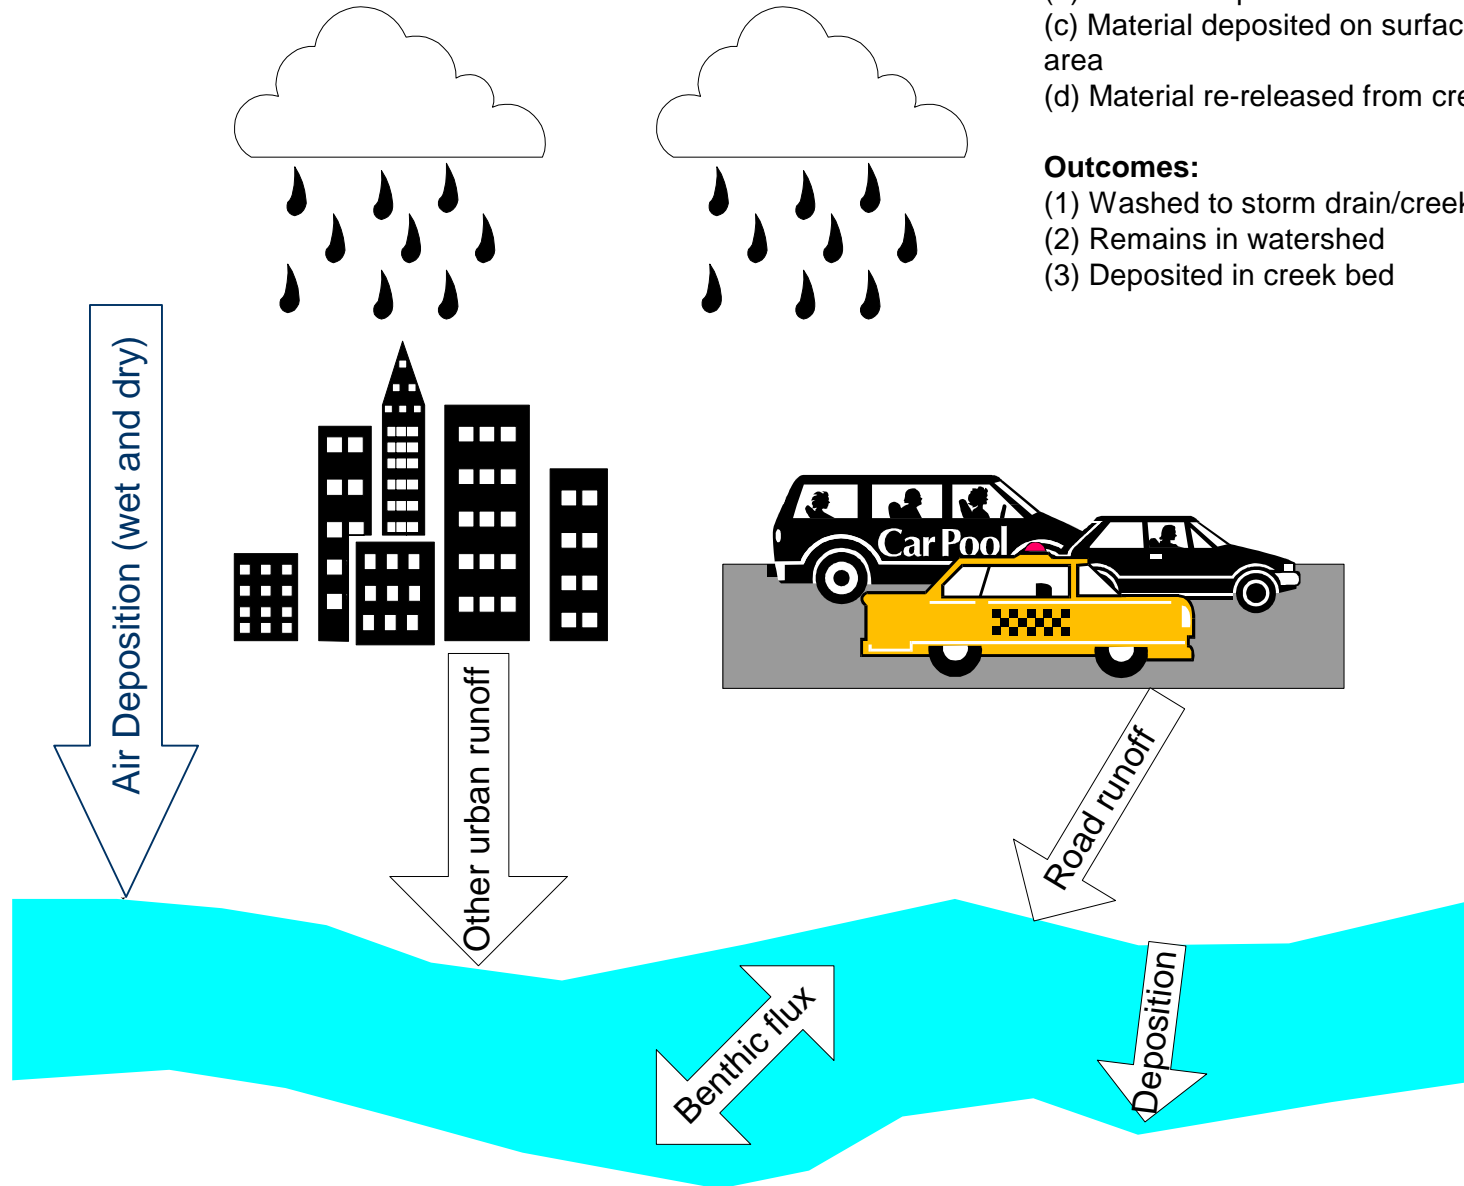 (c) Material deposited on surfac
area
(d) Material re-released from cre
Outcomes:
(1) Washed to storm drain/creek
(2) Remains in watershed
(3) Deposited in creek bed
Air Deposition (wet and dry)
Car Pool
Other urban runoff
Road runoff
Benthic flux
Deposition